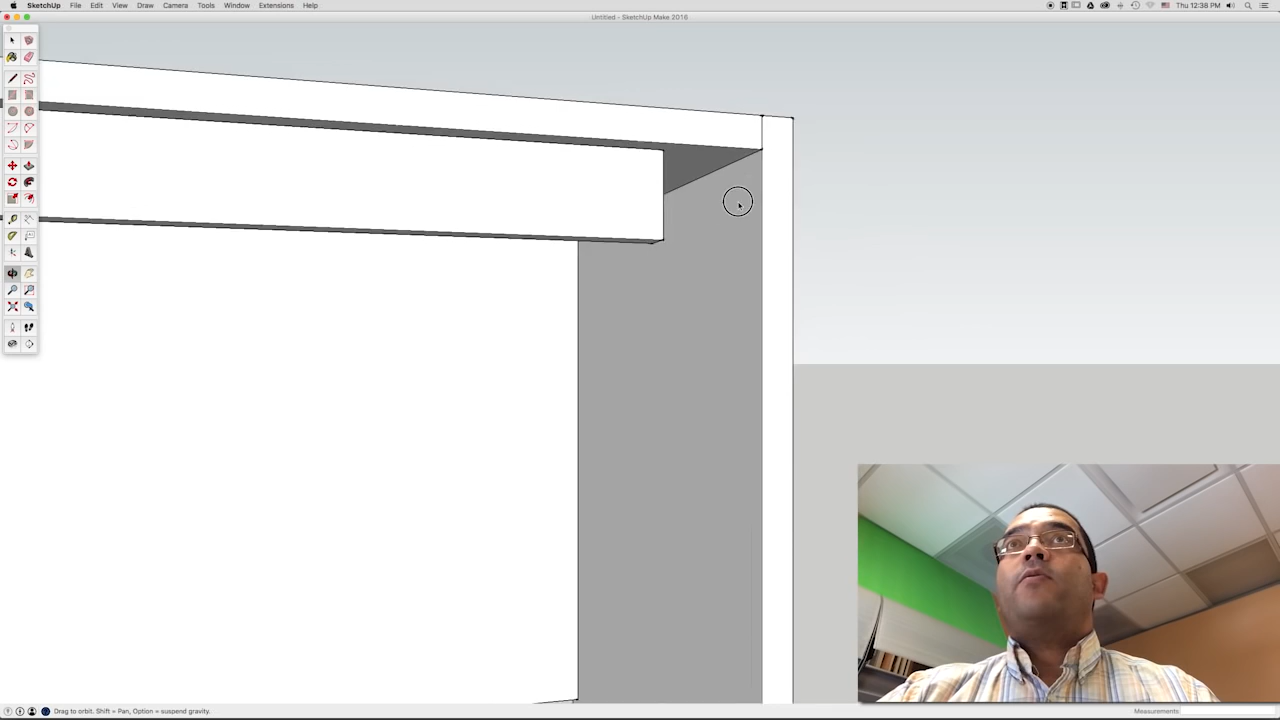 SketchUp File Edit View Draw Camera Tools Window Extensions Help Thu 12:38 PM
Untitled - SketchUp Make 2016
Drag to orbit. Shift = Pan, Option = suspend gravity. Measurements